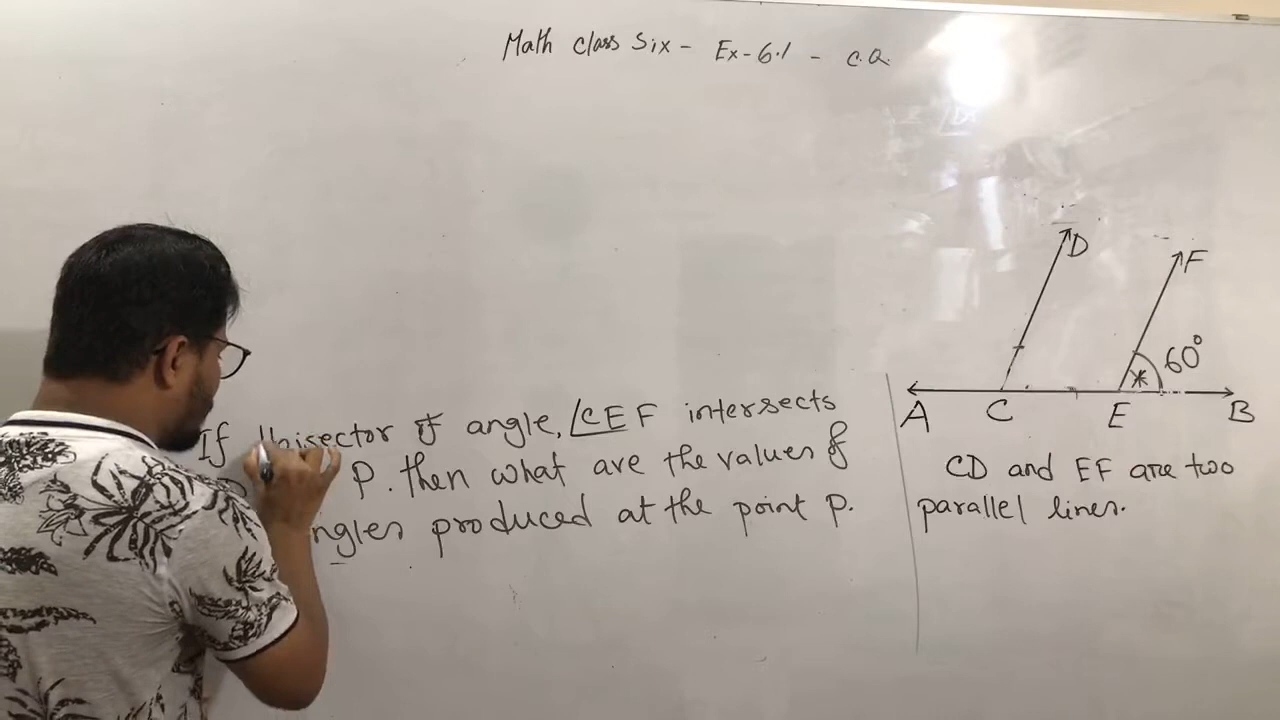 Math class Six - Ex-6.1 - C.Q.
If bisector of angle, ∠CEF intersects
P. then what are the values of
ngles produced at the point P.
D
F
60°
A
C
E
B
CD and EF are two
parallel lines.